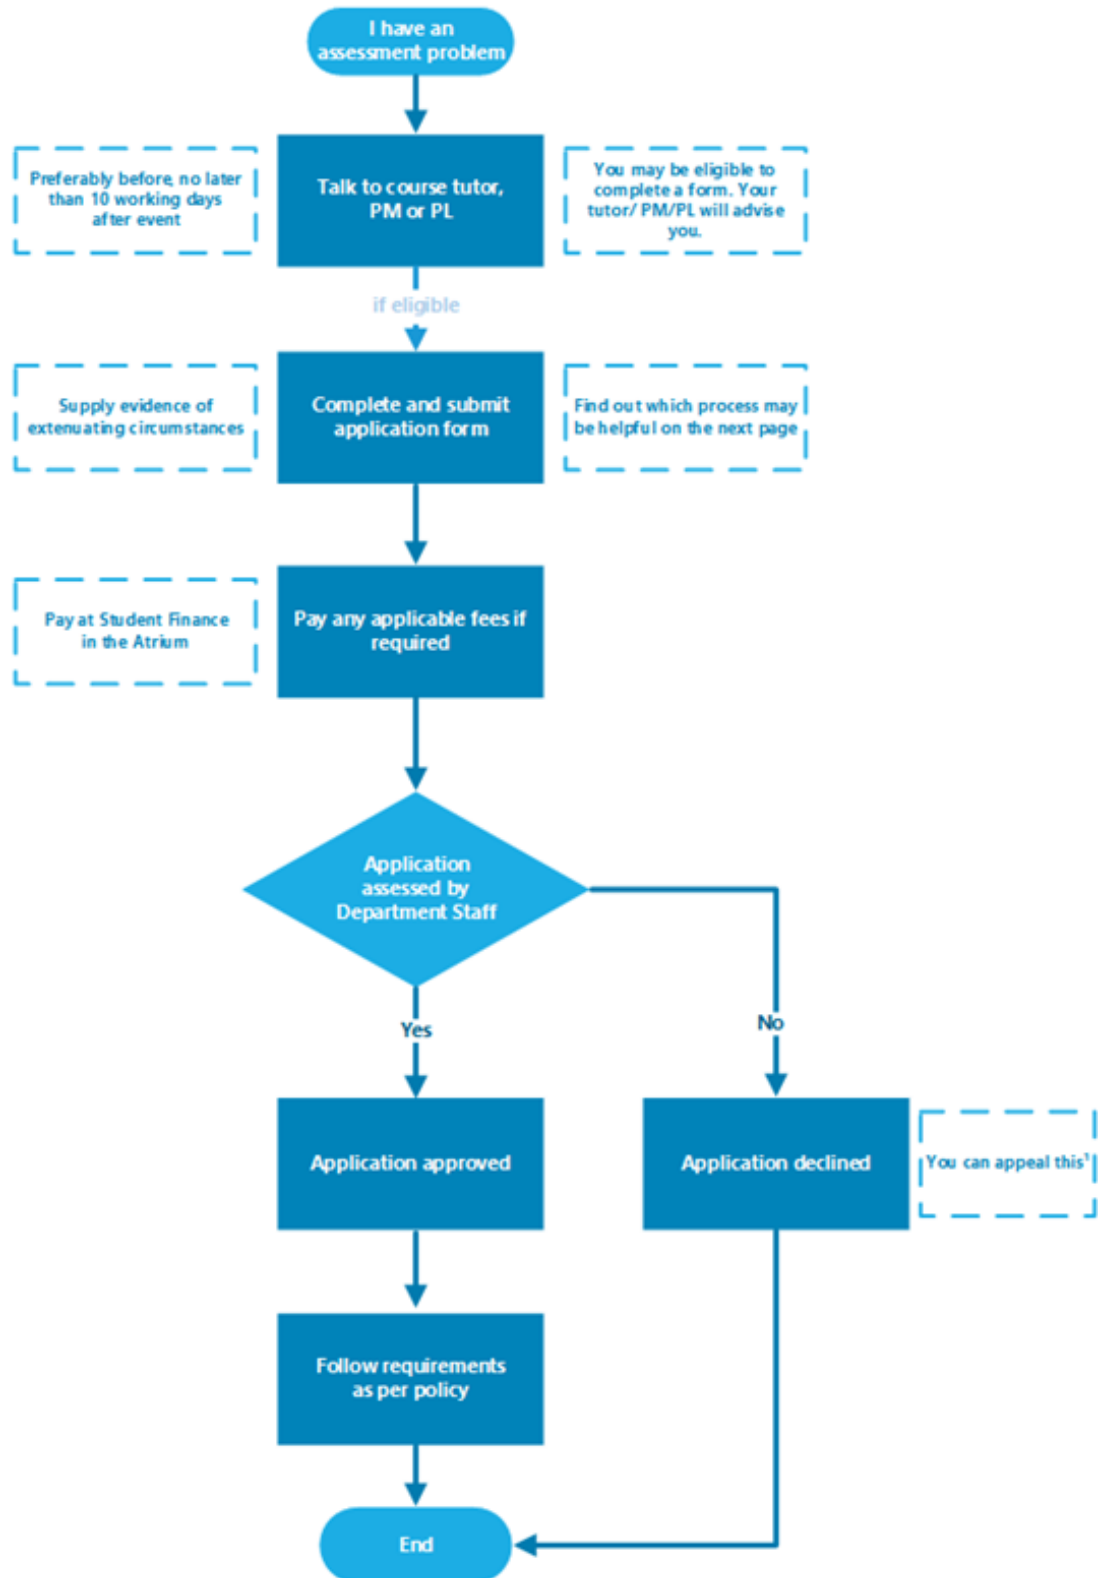 I have an
assessment problem
Preferably before, no later
than 10 working days
after event
Talk to course tutor,
PM or PL
You may be eligible to
complete a form. Your
tutor/ PM/PL will advise
you.
if eligible
Supply evidence of
extenuating circumstances
Complete and submit
application form
Find out which process may
be helpful on the next page
Pay at Student Finance
in the Atrium
Pay any applicable fees if
required
Application
assessed by
Department Staff
Yes
No
Application approved
Application declined
You can appeal this¹
Follow requirements
as per policy
End